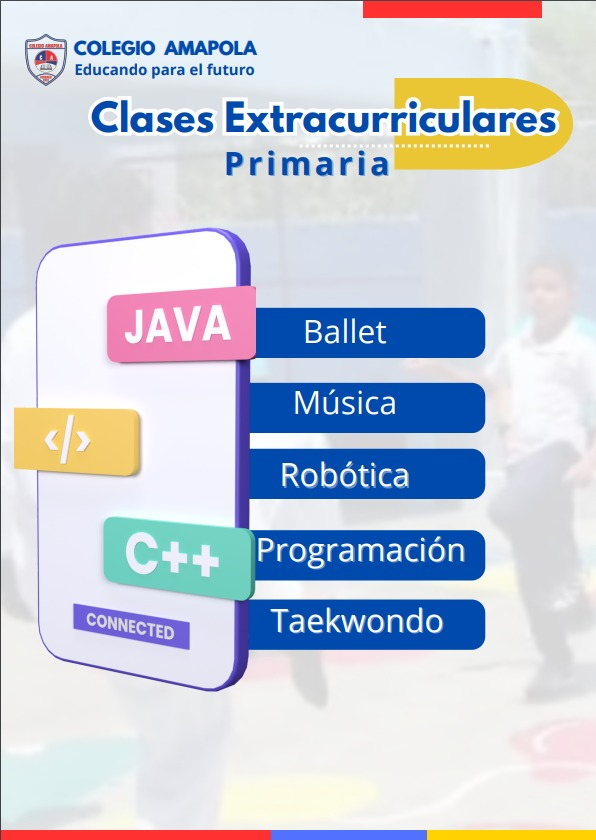 COLEGIO AMAPOLA
Educando para el futuro
Clases Extracurriculares
Primaria
JAVA
Ballet
Música
</>
Robótica
C++
Programación
CONNECTED
Taekwondo